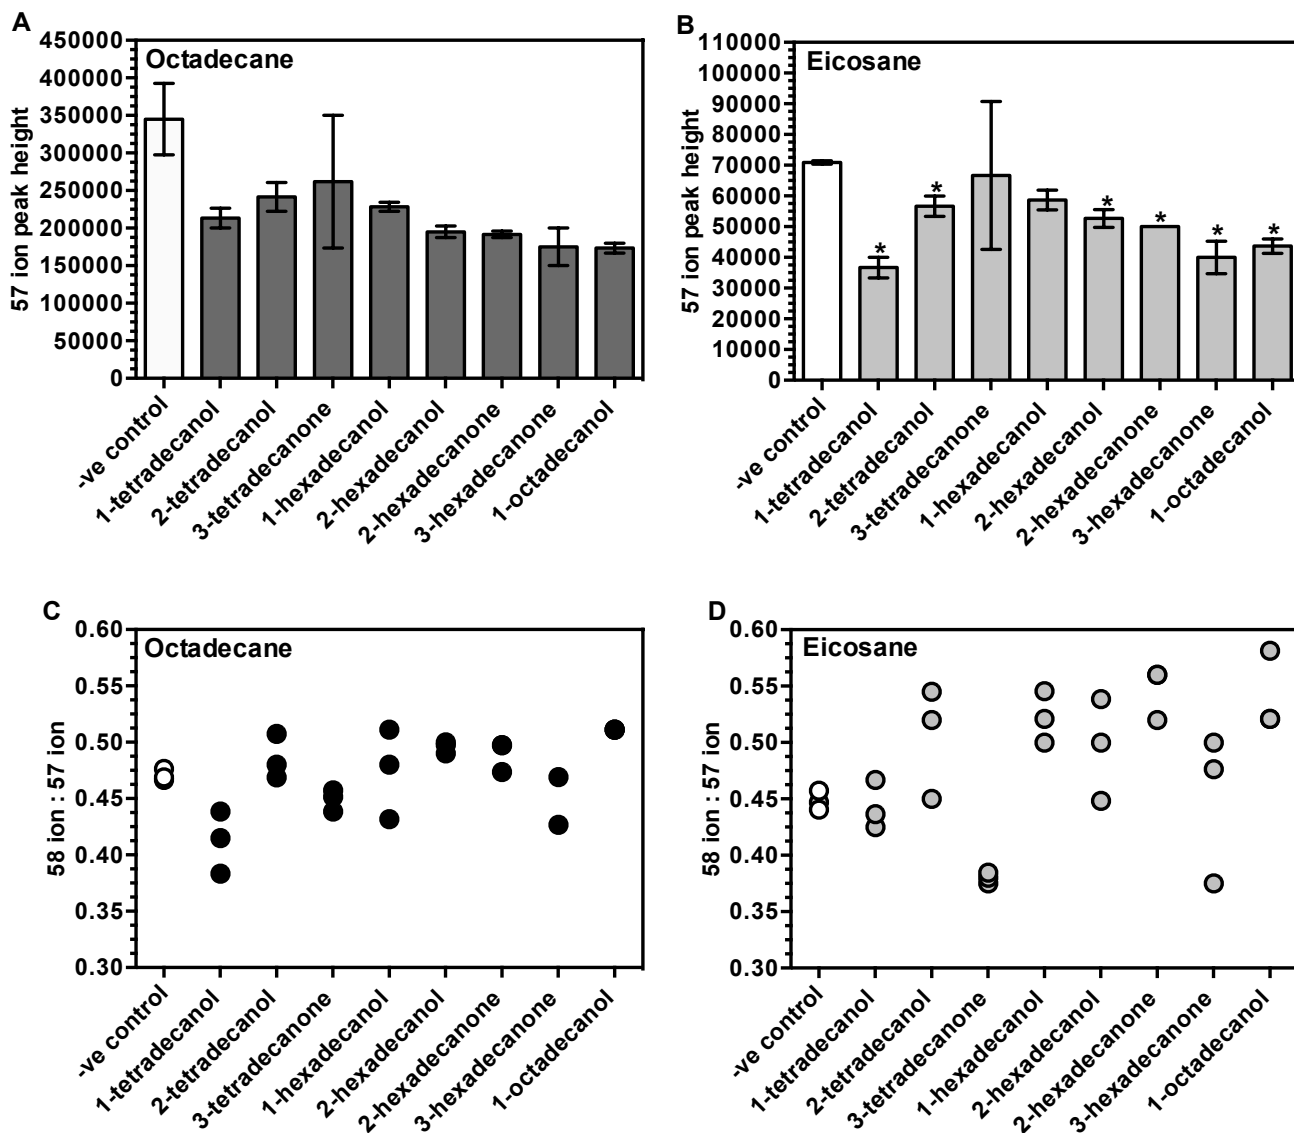 A
Octadecane
57 ion peak height
450000
400000
350000
300000
250000
200000
150000
100000
50000
0
-ve control
1-tetradecanol
2-tetradecanol
3-tetradecanone
1-hexadecanol
2-hexadecanol
2-hexadecanone
3-hexadecanone
1-octadecanol
B
Eicosane
57 ion peak height
110000
100000
90000
80000
70000
60000
50000
40000
30000
20000
10000
0
*
*
*
*
*
*
-ve control
1-tetradecanol
2-tetradecanol
3-tetradecanone
1-hexadecanol
2-hexadecanol
2-hexadecanone
3-hexadecanone
1-octadecanol
C
Octadecane
58 ion : 57 ion
0.60
0.55
0.50
0.45
0.40
0.35
0.30
-ve control
1-tetradecanol
2-tetradecanol
3-tetradecanone
1-hexadecanol
2-hexadecanol
2-hexadecanone
3-hexadecanone
1-octadecanol
D
Eicosane
58 ion : 57 ion
0.60
0.55
0.50
0.45
0.40
0.35
0.30
-ve control
1-tetradecanol
2-tetradecanol
3-tetradecanone
1-hexadecanol
2-hexadecanol
2-hexadecanone
3-hexadecanone
1-octadecanol